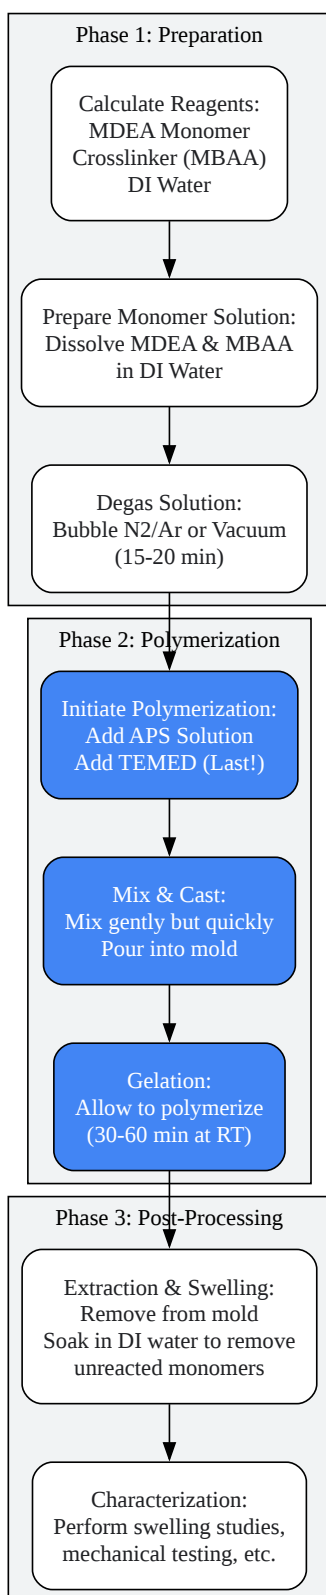 Phase 1: Preparation
Calculate Reagents:
MDEA Monomer
Crosslinker (MBAA)
DI Water
Prepare Monomer Solution:
Dissolve MDEA & MBAA
in DI Water
Degas Solution:
Bubble N2/Ar or Vacuum
(15-20 min)
Phase 2: Polymerization
Initiate Polymerization:
Add APS Solution
Add TEMED (Last!)
Mix & Cast:
Mix gently but quickly
Pour into mold
Gelation:
Allow to polymerize
(30-60 min at RT)
Phase 3: Post-Processing
Extraction & Swelling:
Remove from mold
Soak in DI water to remove
unreacted monomers
Characterization:
Perform swelling studies,
mechanical testing, etc.